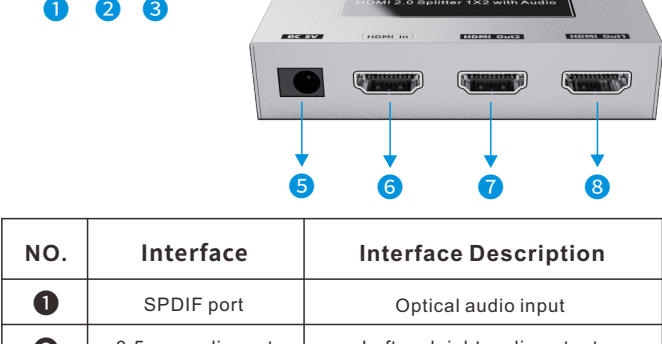 1 2 3
HDMI 2.0 Splitter 1X2 with Audio
DC 5V HDMI in HDMI Out2 HDMI Out1
5 6 7 8
NO. Interface Interface Description
1 SPDIF port Optical audio input